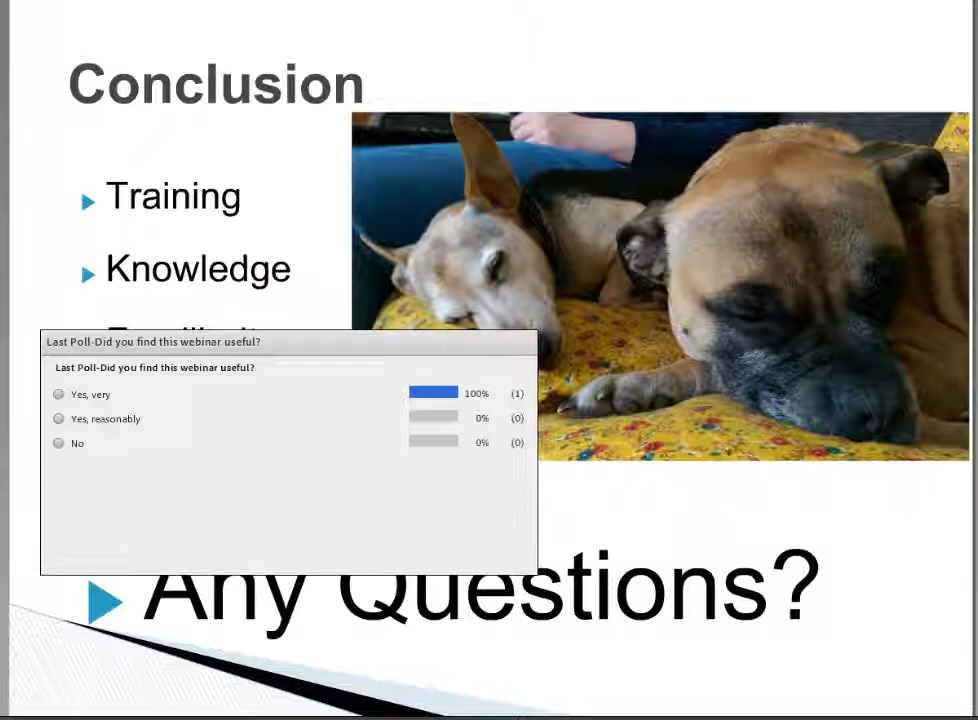 Conclusion
Training
Knowledge
Last Poll-Did you find this webinar useful?
Last Poll-Did you find this webinar useful?
Yes, very 100% (1)
Yes, reasonably 0% (0)
No 0% (0)
Any Questions?